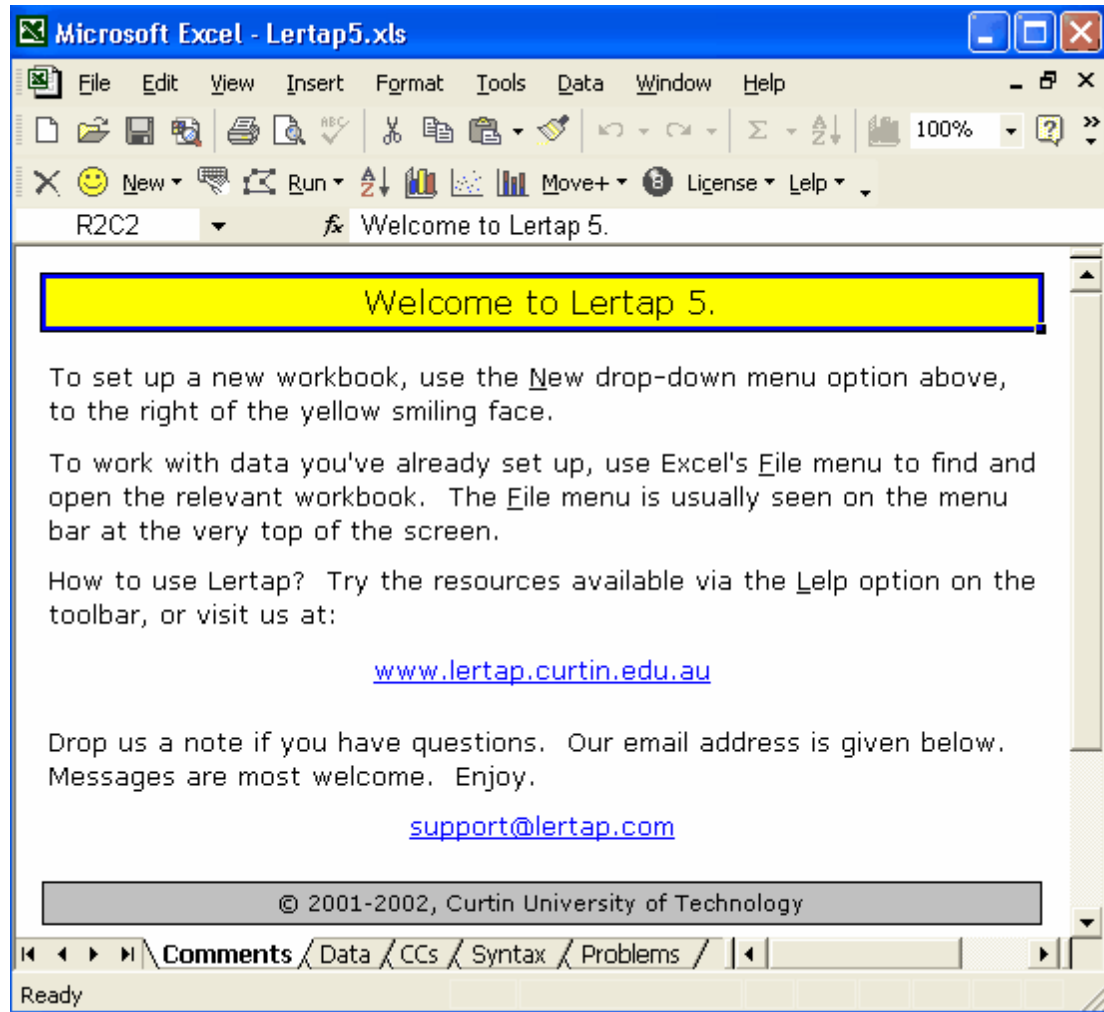 Microsoft Excel - Lertap5.xls
File Edit View Insert Format Tools Data Window Help
ABC Σ A Z 100% ?
New Run A Z Move+ 8 License Lelp
R2C2 fx Welcome to Lertap 5.
Welcome to Lertap 5.
To set up a new workbook, use the New drop-down menu option above,
to the right of the yellow smiling face.
To work with data you've already set up, use Excel's File menu to find and
open the relevant workbook. The File menu is usually seen on the menu
bar at the very top of the screen.
How to use Lertap? Try the resources available via the Lelp option on the
toolbar, or visit us at:
www.lertap.curtin.edu.au
Drop us a note if you have questions. Our email address is given below.
Messages are most welcome. Enjoy.
support@lertap.com
© 2001-2002, Curtin University of Technology
Comments Data CCs Syntax Problems
Ready